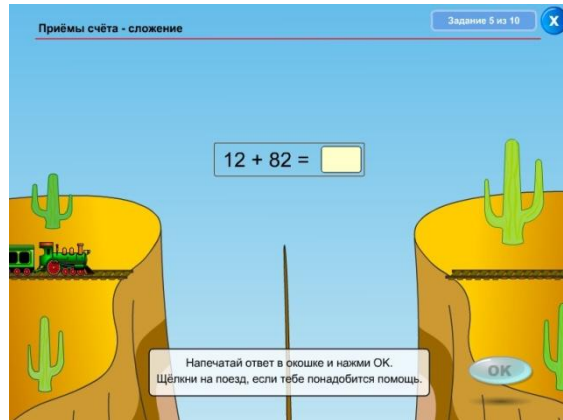 Приёмы счёта - сложение
Задание 5 из 10
X
12 + 82 =
Напечатай ответ в окошке и нажми OK.
Щёлкни на поезд, если тебе понадобится помощь.
OK